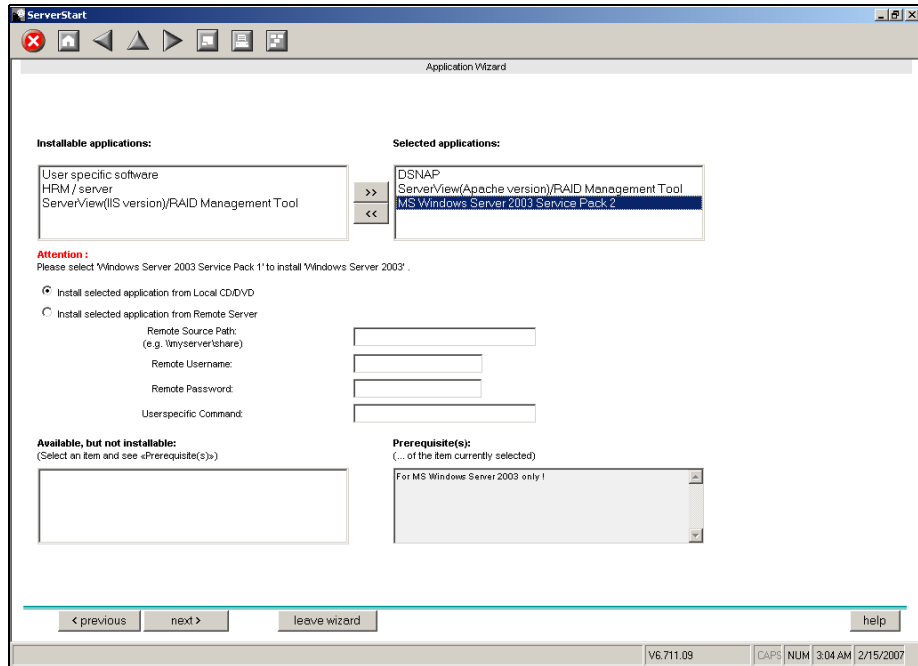 ServerStart
Application Wizard
Installable applications:
Selected applications:
User specific software
HRM / server
ServerView(IIS version)/RAID Management Tool
>>
<<
DSNAP
ServerView(Apache version)/RAID Management Tool
MS Windows Server 2003 Service Pack 2
Attention :
Please select 'Windows Server 2003 Service Pack 1' to install 'Windows Server 2003' .
Install selected application from Local CD/DVD
Install selected application from Remote Server
Remote Source Path:
(e.g. \\myserver\share)
Remote Username:
Remote Password:
Userspecific Command:
Available, but not installable:
(Select an item and see «Prerequisite(s)»)
Prerequisite(s):
(... of the item currently selected)
For MS Windows Server 2003 only !
< previous
next >
leave wizard
help
V6.711.09
CAPS
NUM
3:04 AM
2/15/2007